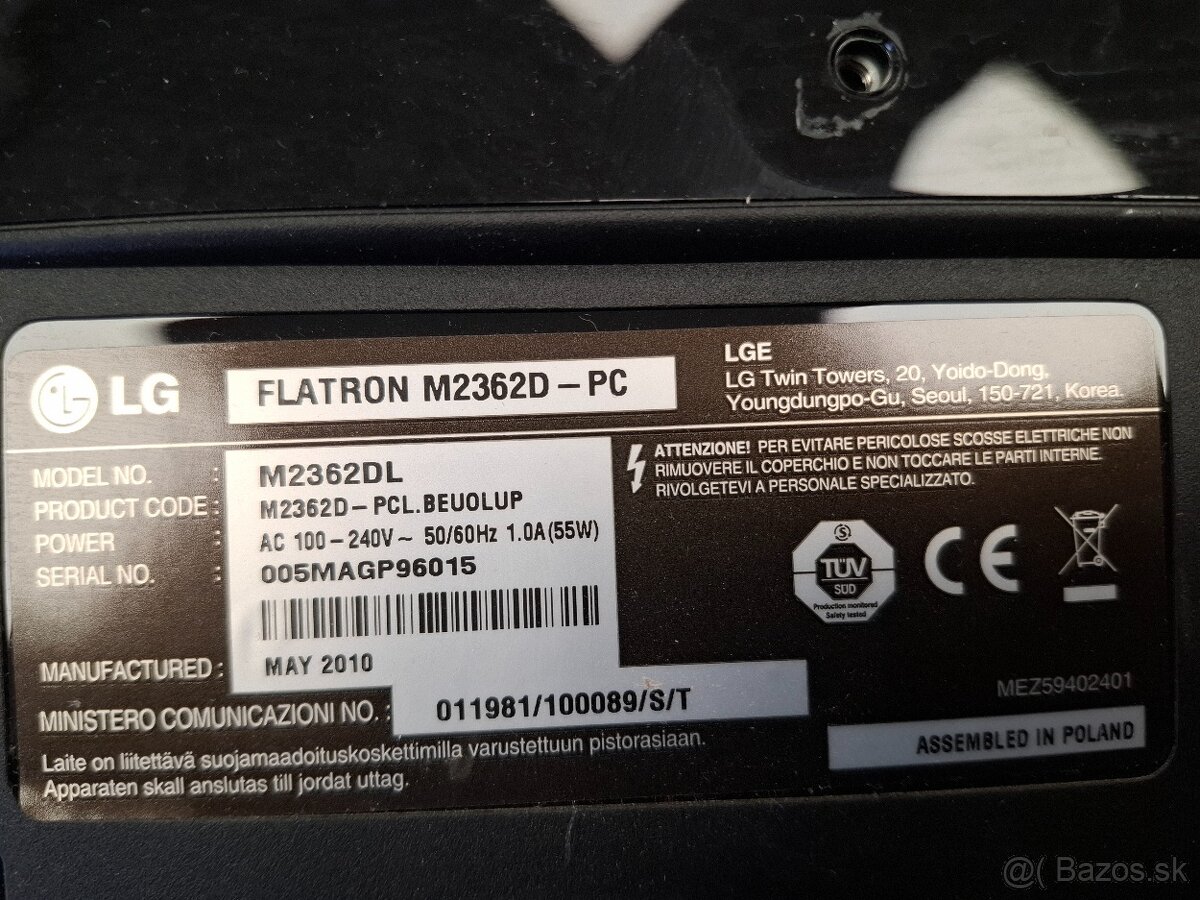 LG
FLATRON M2362D – PC
LGE
LG Twin Towers, 20, Yoido-Dong,
Youngdungpo-Gu, Seoul, 150-721, Korea.
MODEL NO. : M2362DL
PRODUCT CODE : M2362D – PCL.BEUOLUP
POWER : AC 100 – 240V ~ 50/60Hz 1.0A(55W)
SERIAL NO. : 005MAGP96015
MANUFACTURED : MAY 2010
MINISTERO COMUNICAZIONI NO. : 011981/100089/S/T
Laite on liitettävä suojamaadoituskoskettimilla varustettuun pistorasiaan.
Apparaten skall anslutas till jordat uttag.
ATTENZIONE! PER EVITARE PERICOLOSE SCOSSE ELETTRICHE NON
RIMUOVERE IL COPERCHIO E NON TOCCARE LE PARTI INTERNE.
RIVOLGETEVI A PERSONALE SPECIALIZZATO.
TÜV
SÜD
Production monitored
Safety tested
CE
MEZ59402401
ASSEMBLED IN POLAND
@( Bazos.sk